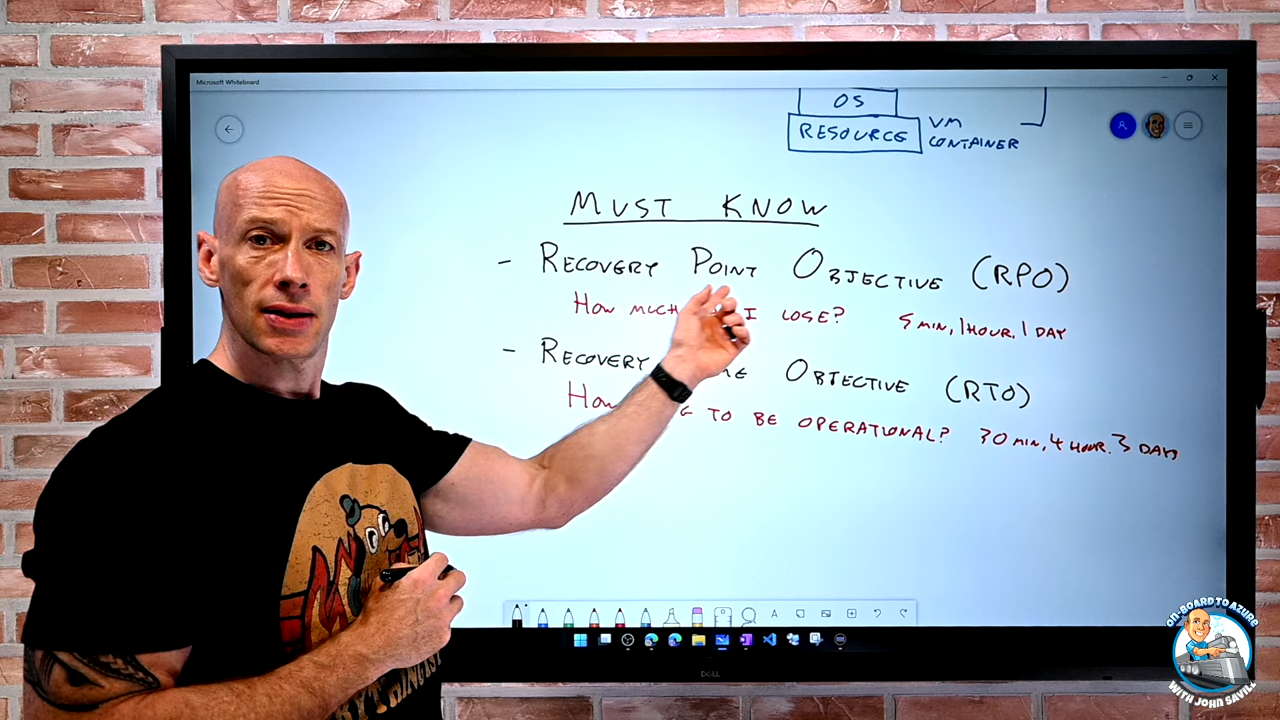 Microsoft Whiteboard
OS
RESOURCE
VM
CONTAINER
MUST KNOW
- RECOVERY POINT OBJECTIVE (RPO)
HOW MUCH I LOSE? 5 MIN, 1 HOUR, 1 DAY
- RECOVERY OBJECTIVE (RTO)
HOW TO BE OPERATIONAL? 30 MIN, 4 HOUR, 3 DAYS
DELL
ON-BOARD TO AZURE
WITH JOHN SAVILL